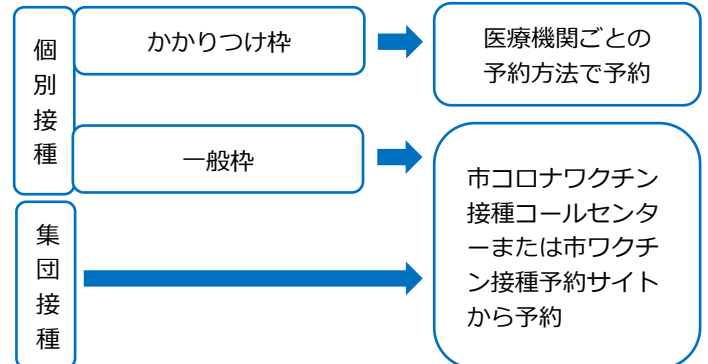 個別接種
かかりつけ枠
医療機関ごとの
予約方法で予約
一般枠
市コロナワクチン
接種コールセンタ
ーまたは市ワクチ
ン接種予約サイト
から予約
集団接種